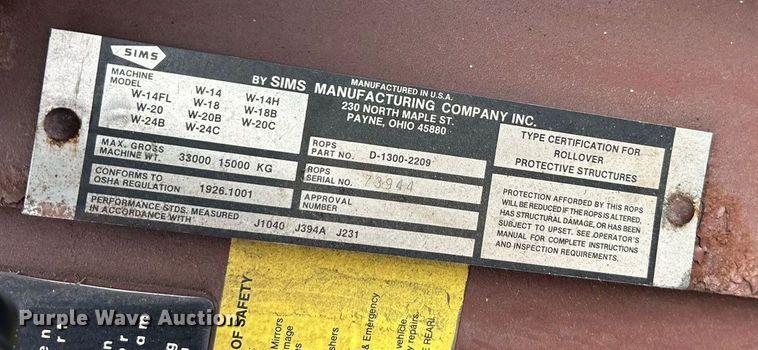 SIMS
MANUFACTURED IN U.S.A.
BY SIMS MANUFACTURING COMPANY INC.
230 NORTH MAPLE ST.
PAYNE, OHIO 45880
MACHINE
MODEL
W-14FL W-14 W-14H
W-20 W-18 W-18B
W-24B W-20B W-20C
W-24C
MAX. GROSS
MACHINE WT. 33000 15000 KG
CONFORMS TO
OSHA REGULATION 1926.1001
PERFORMANCE STDS. MEASURED
IN ACCORDANCE WITH J1040 J394A J231
ROPS
PART NO. D-1300-2209
ROPS
SERIAL NO. 73944
APPROVAL
NUMBER
TYPE CERTIFICATION FOR
ROLLOVER
PROTECTIVE STRUCTURES
PROTECTION AFFORDED BY THIS ROPS
WILL BE REDUCED IF THE ROPS IS ALTERED,
HAS STRUCTURAL DAMAGE, OR HAS BEEN
SUBJECT TO UPSET. SEE OPERATOR'S
MANUAL FOR COMPLETE INSTRUCTIONS
AND INSPECTION REQUIREMENTS.
OF SAFETY
& Emergency
vehicle.
repairs.
REAR
Purple Wave Auction